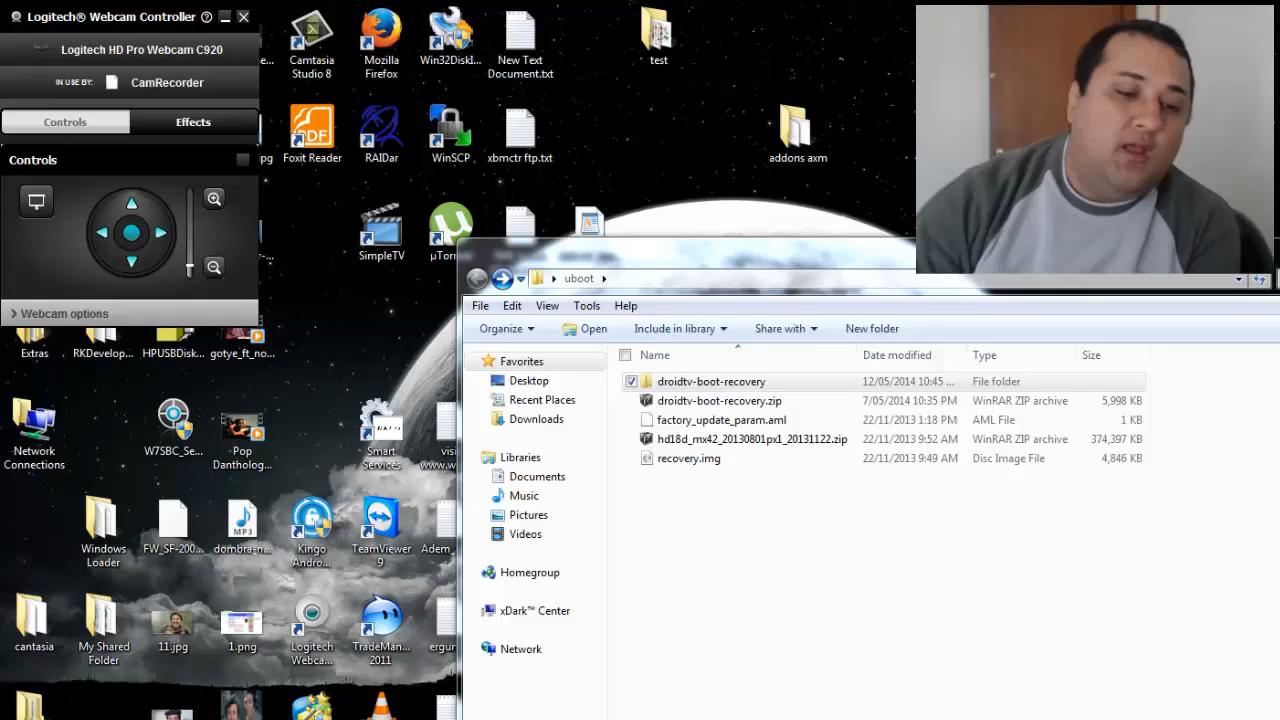 Logitech® Webcam Controller
Logitech HD Pro Webcam C920
IN USE BY: CamRecorder
Controls Effects
Controls
Webcam options
Camtasia Studio 8
Mozilla Firefox
Win32DiskI...
New Text Document.txt
test
Foxit Reader
RAIDar
WinSCP
xbmctr ftp.txt
addons axm
SimpleTV
Extras
RKDevelop...
HPUSBDisk...
gotye_ft_no...
Network Connections
W7SBC_Se...
Pop Dantholog...
Smart Services
Windows Loader
FW_SF-200...
dombra-n...
Kingo Andro...
TeamViewer 9
Adem_
cantasia
My Shared Folder
11.jpg
1.png
Logitech Webca...
TradeMan... 2011
ergur
uboot
File Edit View Tools Help
Organize Open Include in library Share with New folder
Name Date modified Type Size
droidtv-boot-recovery 12/05/2014 10:45 ... File folder
droidtv-boot-recovery.zip 7/05/2014 10:35 PM WinRAR ZIP archive 5,998 KB
factory_update_param.aml 22/11/2013 1:18 PM AML File 1 KB
hd18d_mx42_20130801px1_20131122.zip 22/11/2013 9:52 AM WinRAR ZIP archive 374,397 KB
recovery.img 22/11/2013 9:49 AM Disc Image File 4,846 KB
Favorites
Desktop
Recent Places
Downloads
Libraries
Documents
Music
Pictures
Videos
Homegroup
xDark™ Center
Network